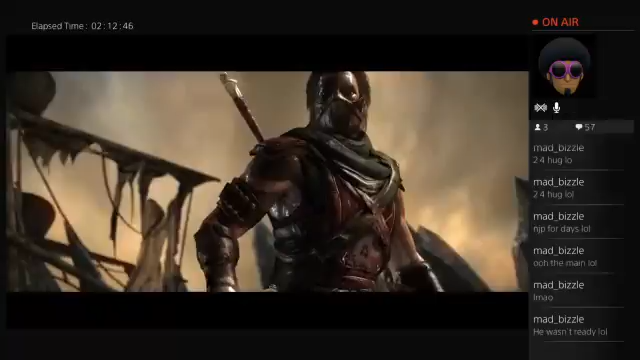 Elapsed Time : 02:12:46
ON AIR
3
57
mad_bizzle
2 4 hug lo
mad_bizzle
2 4 hug lol
mad_bizzle
njp for days lol
mad_bizzle
ooh the main lol
mad_bizzle
lmao
mad_bizzle
He wasn't ready lol